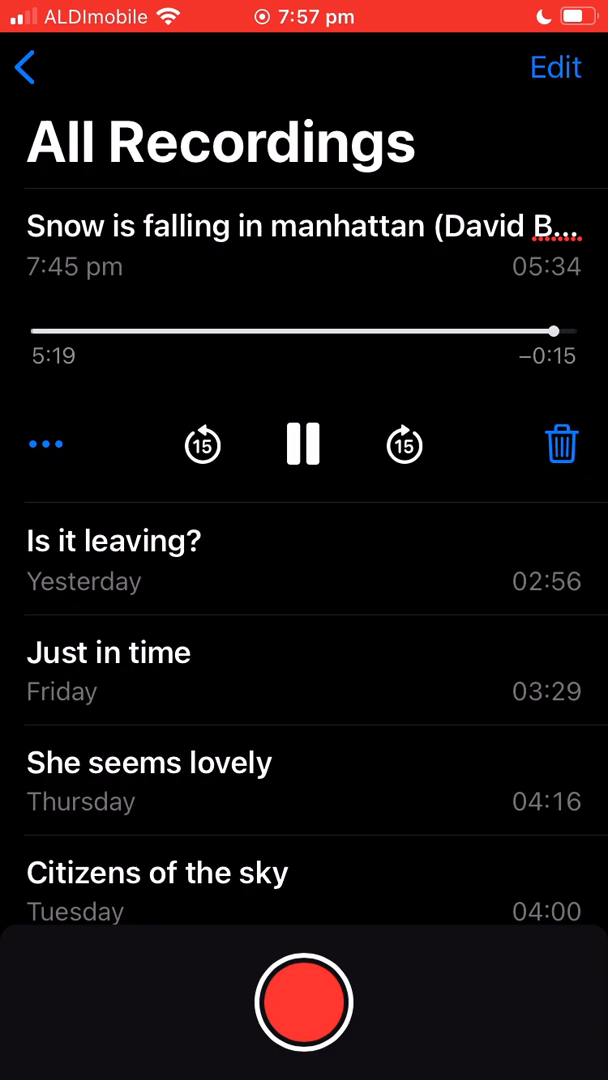 ALDImobile 7:57 pm
Edit
All Recordings
Snow is falling in manhattan (David B...
7:45 pm 05:34
5:19 −0:15
15 15
Is it leaving?
Yesterday 02:56
Just in time
Friday 03:29
She seems lovely
Thursday 04:16
Citizens of the sky
Tuesday 04:00